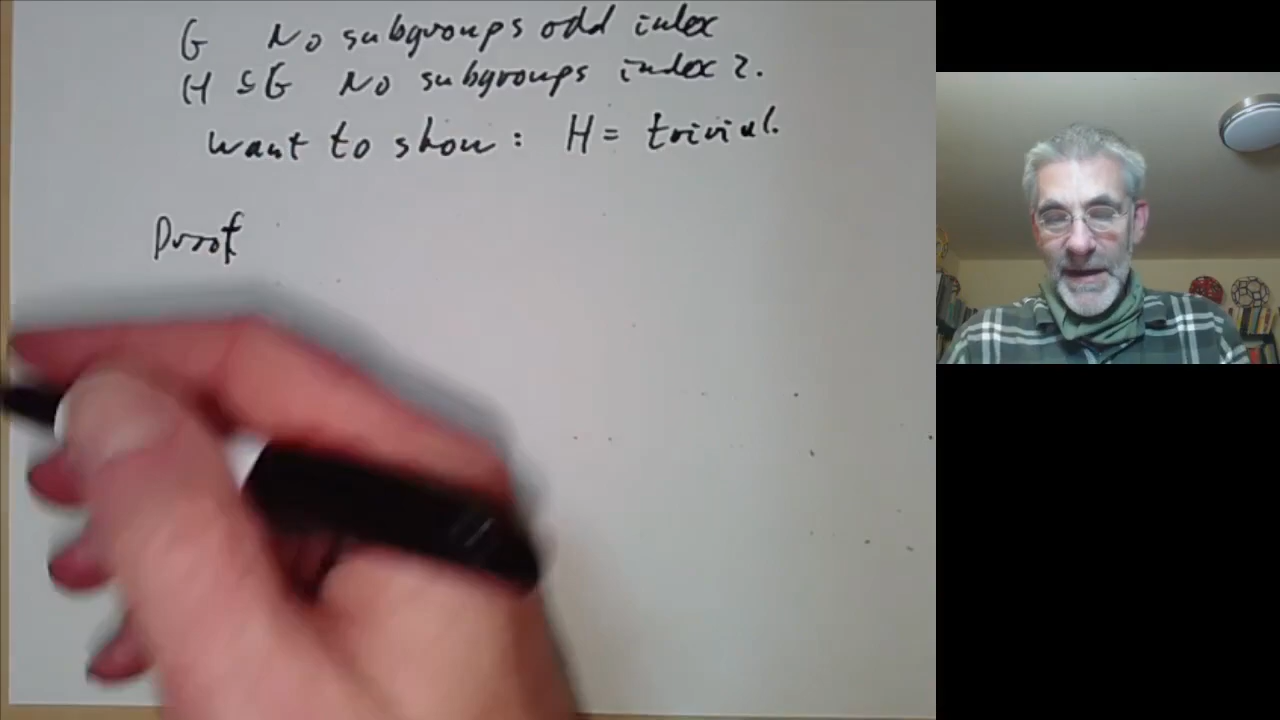 G No subgroups odd index
H ⊆ G No subgroups index 2.
want to show: H = trivial.
Proof